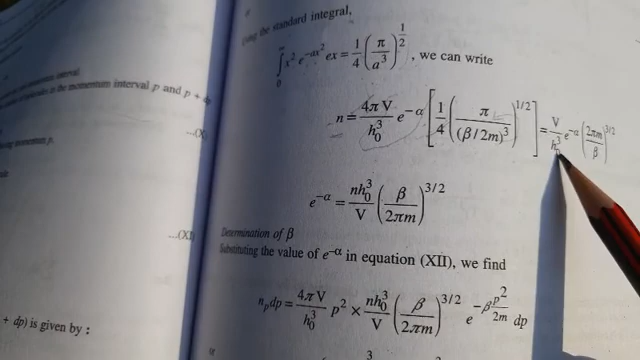 Using the standard integral,
∫₀^∞ x² e^{-ax²} ex = 1/4 (π/a³)^{1/2}, we can write
momentum interval p and p +
n = 4πV/h₀³ e^{-α} [1/4 (π/(β/2m)³)^{1/2}] = V/h₀³ e^{-α} (2πm/β)^{3/2}
...(X)
momentum p.
e^{-α} = nh₀³/V (β/2πm)^{3/2}
...(XI)
Determination of β
Substituting the value of e^{-α} in equation (XII), we find
n_p dp = 4πV/h₀³ p² × nh₀³/V (β/2πm)^{3/2} e^{-β p²/2m} dp
+ dp) is given by :